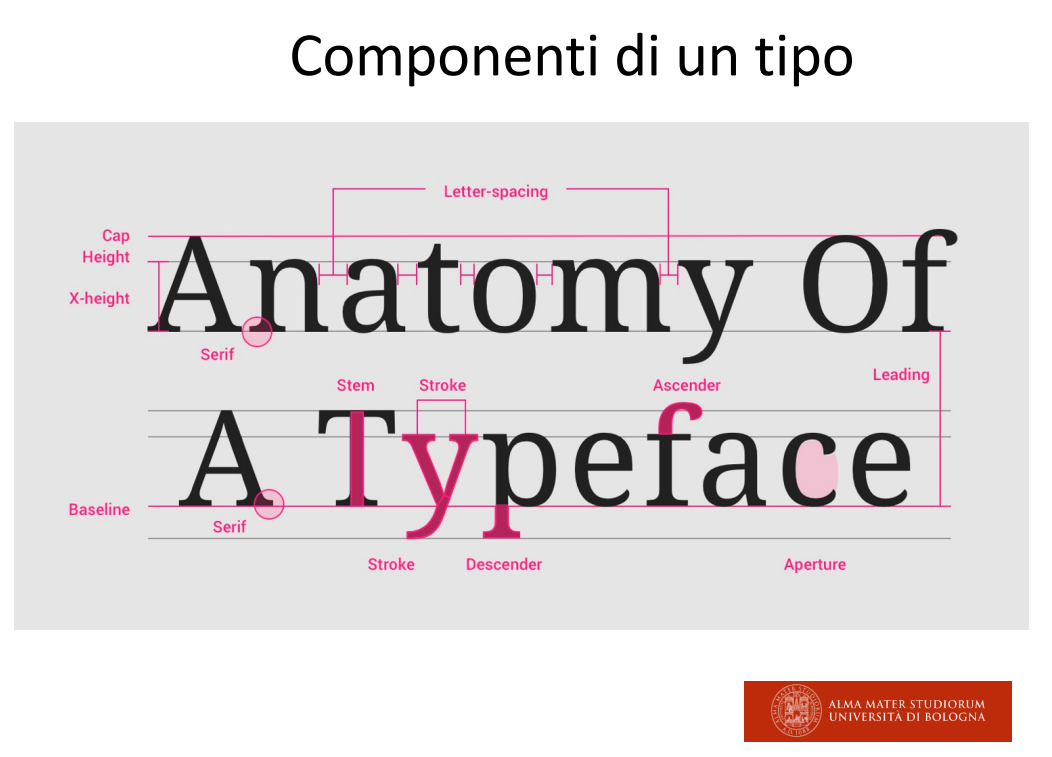 Componenti di un tipo
Letter-spacing
Cap
Height
X-height
Anatomy Of
Serif
Leading
Stem
Stroke
Ascender
A Typeface
Baseline
Serif
Stroke
Descender
Aperture
ALMA MATER STUDIORUM
UNIVERSITÀ DI BOLOGNA